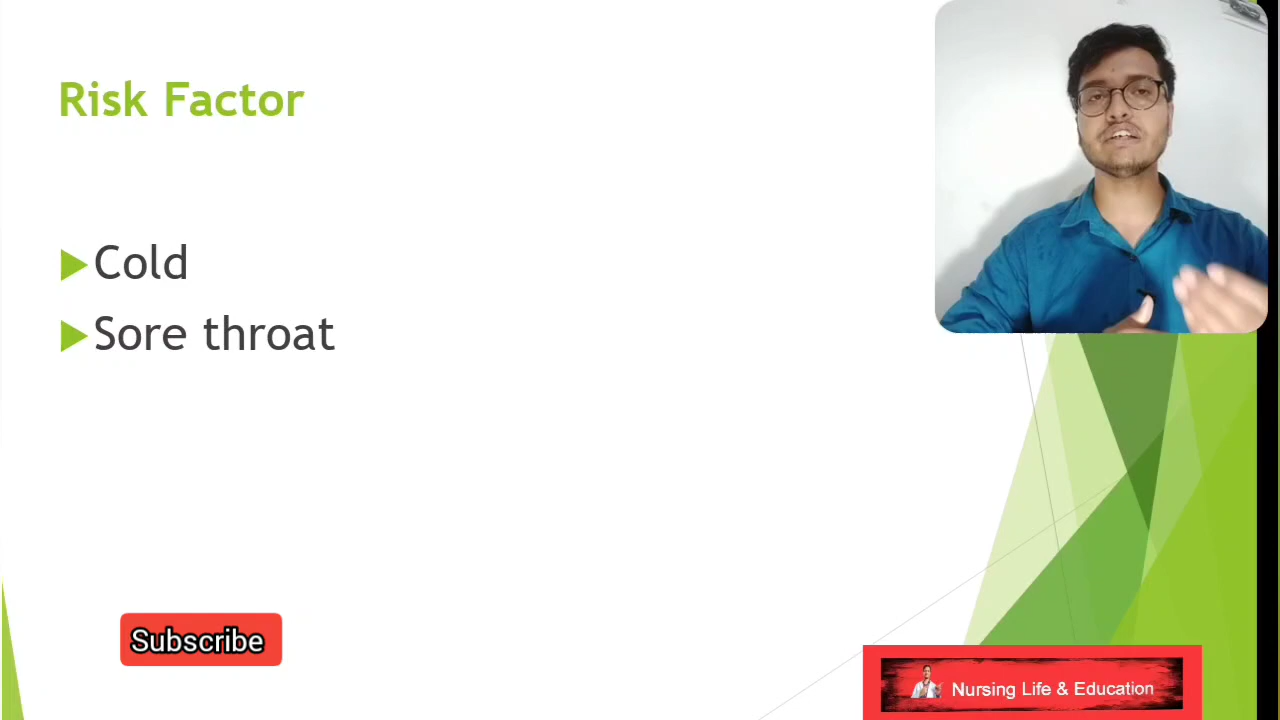 Risk Factor
Cold
Sore throat
Subscribe
Nursing Life & Education